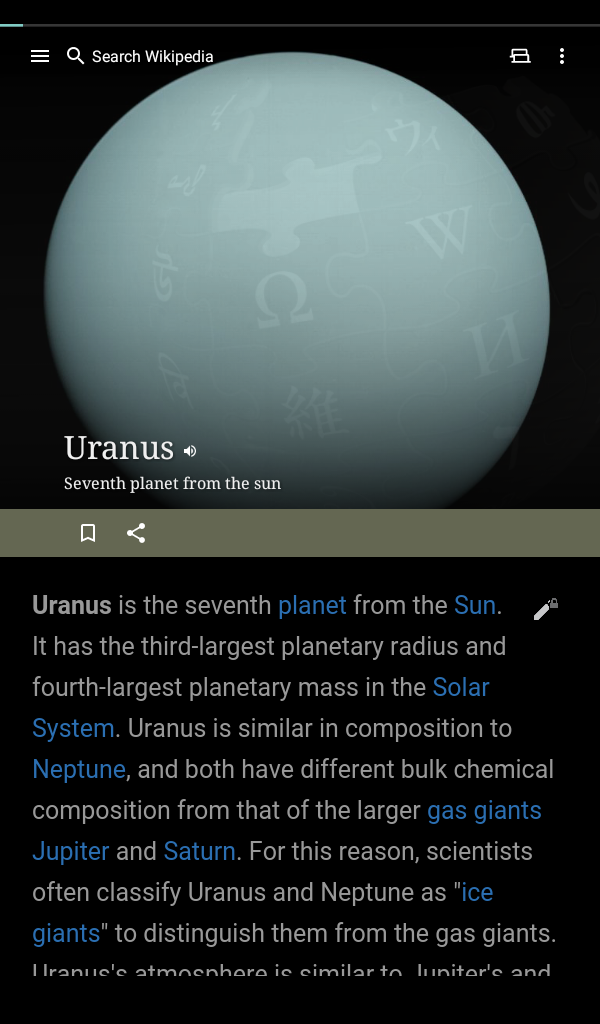 Search Wikipedia
ウィ
W
Ω
И
維
Uranus
Seventh planet from the sun
Uranus is the seventh planet from the Sun.
It has the third-largest planetary radius and
fourth-largest planetary mass in the Solar
System. Uranus is similar in composition to
Neptune, and both have different bulk chemical
composition from that of the larger gas giants
Jupiter and Saturn. For this reason, scientists
often classify Uranus and Neptune as "ice
giants" to distinguish them from the gas giants.
Uranus's atmosphere is similar to Jupiter's and